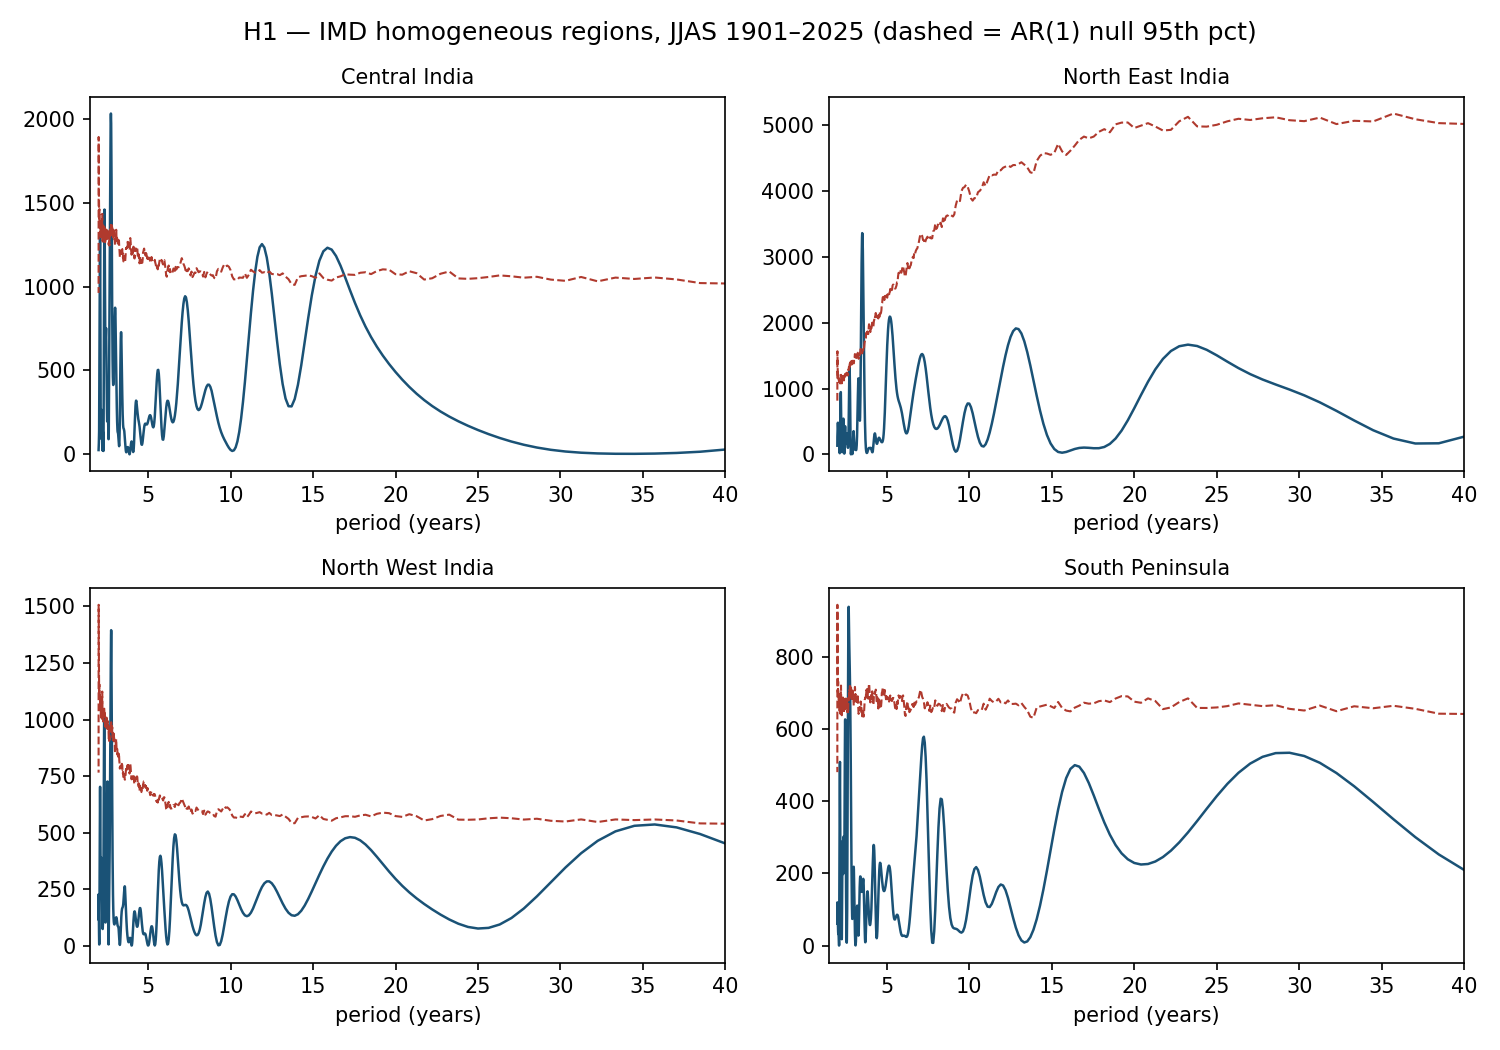 H1 — IMD homogeneous regions, JJAS 1901–2025 (dashed = AR(1) null 95th pct)
Central India
2000
1500
1000
500
0
5 10 15 20 25 30 35 40
period (years)
North East India
5000
4000
3000
2000
1000
0
5 10 15 20 25 30 35 40
period (years)
North West India
1500
1250
1000
750
500
250
0
5 10 15 20 25 30 35 40
period (years)
South Peninsula
800
600
400
200
0
5 10 15 20 25 30 35 40
period (years)